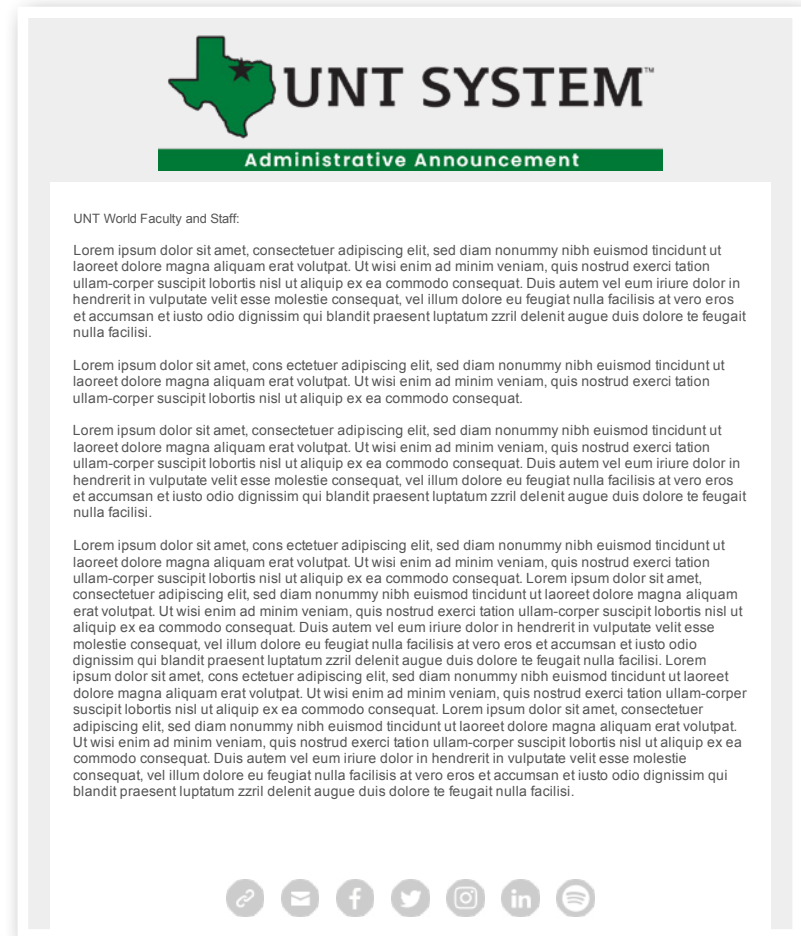 UNT SYSTEM™
Administrative Announcement
UNT World Faculty and Staff:
Lorem ipsum dolor sit amet, consectetuer adipiscing elit, sed diam nonummy nibh euismod tincidunt ut
laoreet dolore magna aliquam erat volutpat. Ut wisi enim ad minim veniam, quis nostrud exerci tation
ullam-corper suscipit lobortis nisl ut aliquip ex ea commodo consequat. Duis autem vel eum iriure dolor in
hendrerit in vulputate velit esse molestie consequat, vel illum dolore eu feugiat nulla facilisis at vero eros
et accumsan et iusto odio dignissim qui blandit praesent luptatum zzril delenit augue duis dolore te feugait
nulla facilisi.
Lorem ipsum dolor sit amet, cons ectetuer adipiscing elit, sed diam nonummy nibh euismod tincidunt ut
laoreet dolore magna aliquam erat volutpat. Ut wisi enim ad minim veniam, quis nostrud exerci tation
ullam-corper suscipit lobortis nisl ut aliquip ex ea commodo consequat.
Lorem ipsum dolor sit amet, consectetuer adipiscing elit, sed diam nonummy nibh euismod tincidunt ut
laoreet dolore magna aliquam erat volutpat. Ut wisi enim ad minim veniam, quis nostrud exerci tation
ullam-corper suscipit lobortis nisl ut aliquip ex ea commodo consequat. Duis autem vel eum iriure dolor in
hendrerit in vulputate velit esse molestie consequat, vel illum dolore eu feugiat nulla facilisis at vero eros
et accumsan et iusto odio dignissim qui blandit praesent luptatum zzril delenit augue duis dolore te feugait
nulla facilisi.
Lorem ipsum dolor sit amet, cons ectetuer adipiscing elit, sed diam nonummy nibh euismod tincidunt ut
laoreet dolore magna aliquam erat volutpat. Ut wisi enim ad minim veniam, quis nostrud exerci tation
ullam-corper suscipit lobortis nisl ut aliquip ex ea commodo consequat. Lorem ipsum dolor sit amet,
consectetuer adipiscing elit, sed diam nonummy nibh euismod tincidunt ut laoreet dolore magna aliquam
erat volutpat. Ut wisi enim ad minim veniam, quis nostrud exerci tation ullam-corper suscipit lobortis nisl ut
aliquip ex ea commodo consequat. Duis autem vel eum iriure dolor in hendrerit in vulputate velit esse
molestie consequat, vel illum dolore eu feugiat nulla facilisis at vero eros et accumsan et iusto odio
dignissim qui blandit praesent luptatum zzril delenit augue duis dolore te feugait nulla facilisi. Lorem
ipsum dolor sit amet, cons ectetuer adipiscing elit, sed diam nonummy nibh euismod tincidunt ut laoreet
dolore magna aliquam erat volutpat. Ut wisi enim ad minim veniam, quis nostrud exerci tation ullam-corper
suscipit lobortis nisl ut aliquip ex ea commodo consequat. Lorem ipsum dolor sit amet, consectetuer
adipiscing elit, sed diam nonummy nibh euismod tincidunt ut laoreet dolore magna aliquam erat volutpat.
Ut wisi enim ad minim veniam, quis nostrud exerci tation ullam-corper suscipit lobortis nisl ut aliquip ex ea
commodo consequat. Duis autem vel eum iriure dolor in hendrerit in vulputate velit esse molestie
consequat, vel illum dolore eu feugiat nulla facilisis at vero eros et accumsan et iusto odio dignissim qui
blandit praesent luptatum zzril delenit augue duis dolore te feugait nulla facilisi.